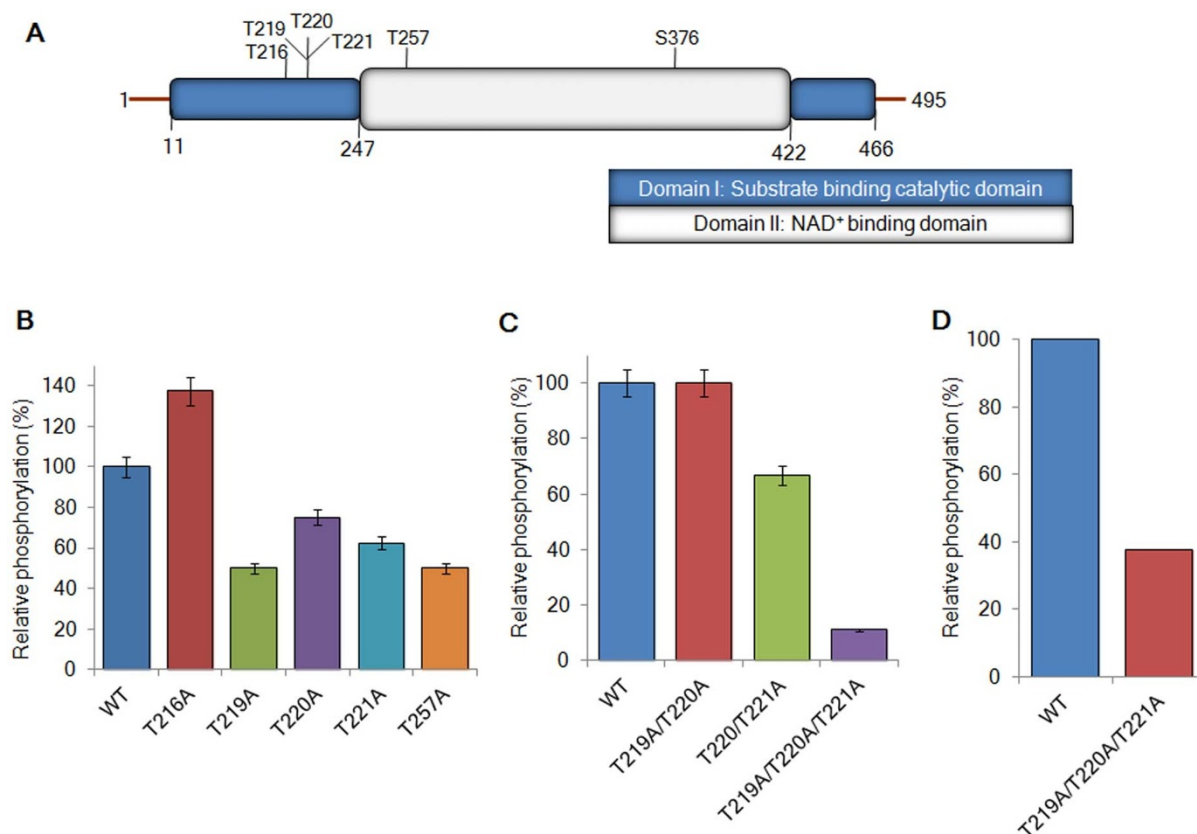 A
T219
T220
T216
T221
T257
S376
1
495
11
247
422
466
Domain I: Substrate binding catalytic domain
Domain II: NAD⁺ binding domain
B
Relative phosphorylation (%)
140
120
100
80
60
40
20
0
WT
T216A
T219A
T220A
T221A
T257A
C
Relative phosphorylation (%)
100
80
60
40
20
0
WT
T219A/T220A
T220/T221A
T219A/T220A/T221A
D
Relative phosphorylation (%)
100
80
60
40
20
0
WT
T219A/T220A/T221A